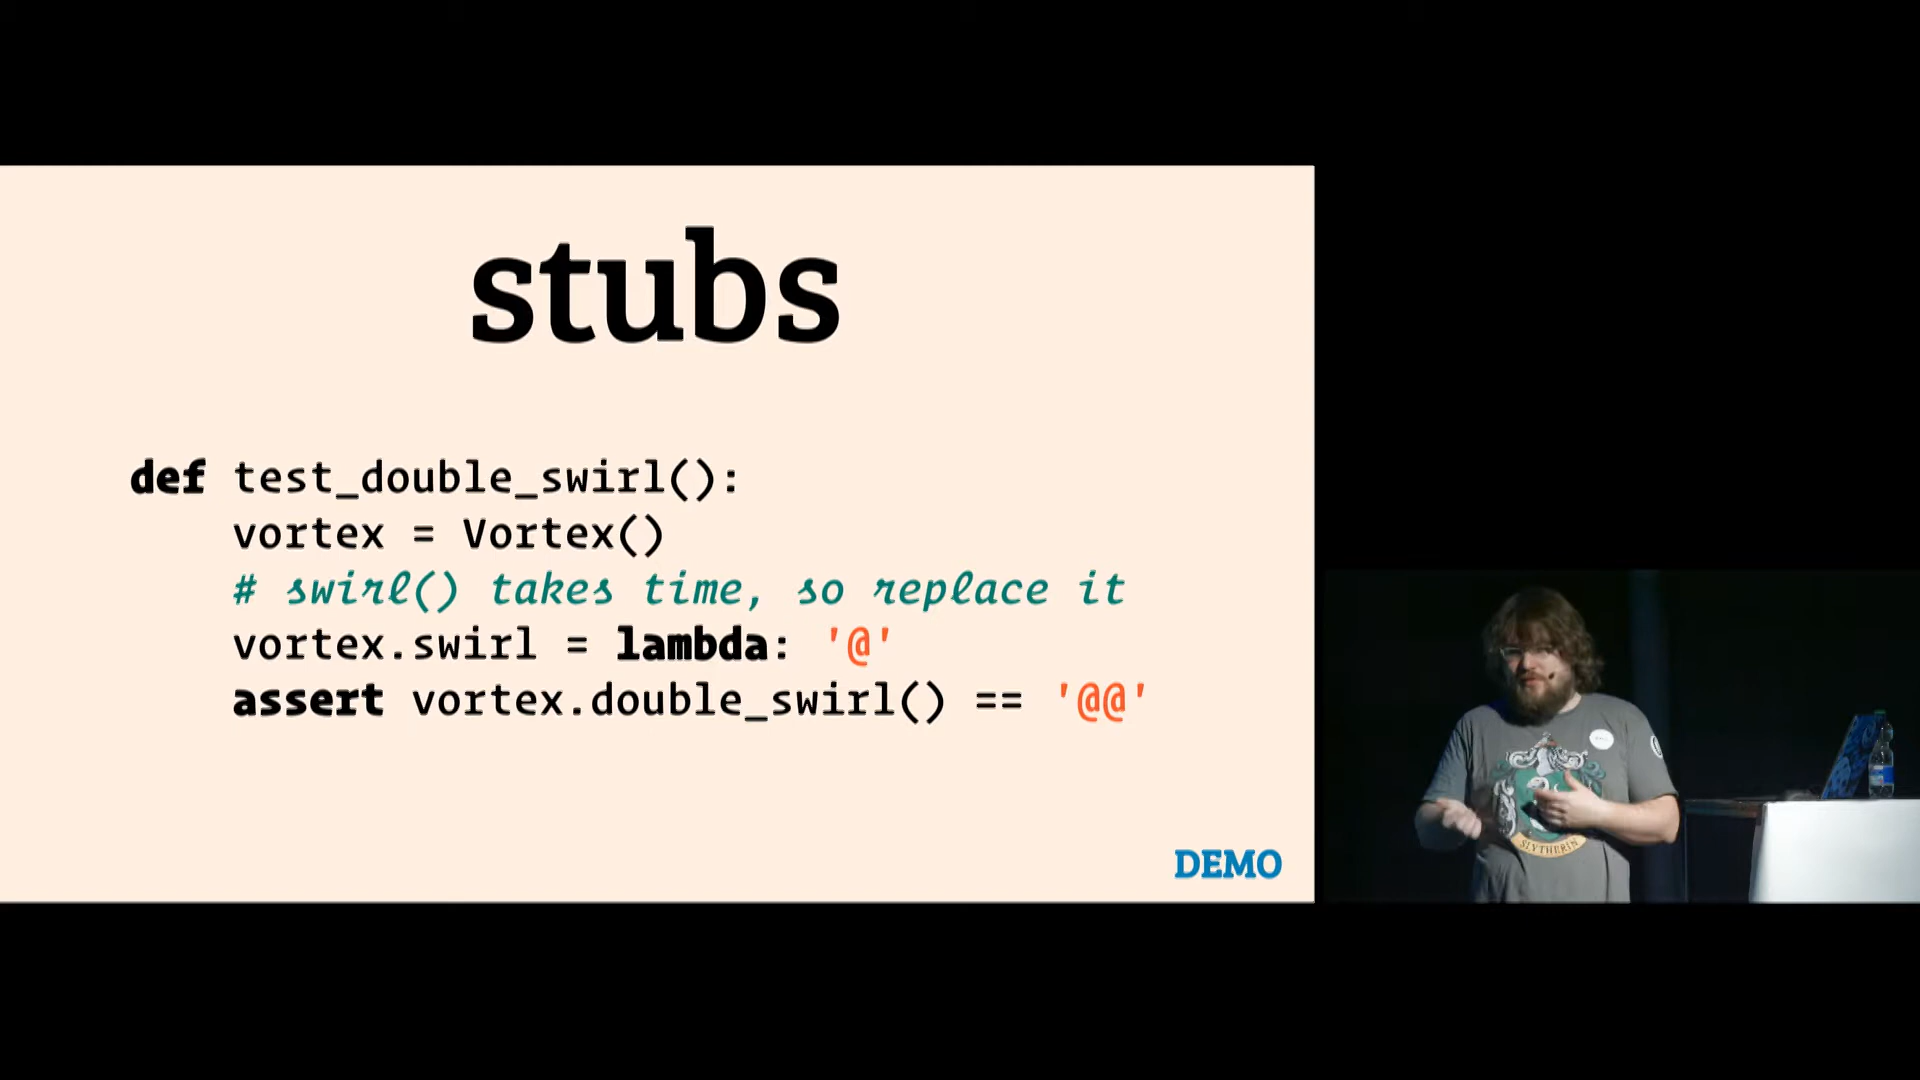 stubs
def test_double_swirl():
    vortex = Vortex()
    # swirl() takes time, so replace it
    vortex.swirl = lambda: '@'
    assert vortex.double_swirl() == '@@'
DEMO
SLYTHERIN